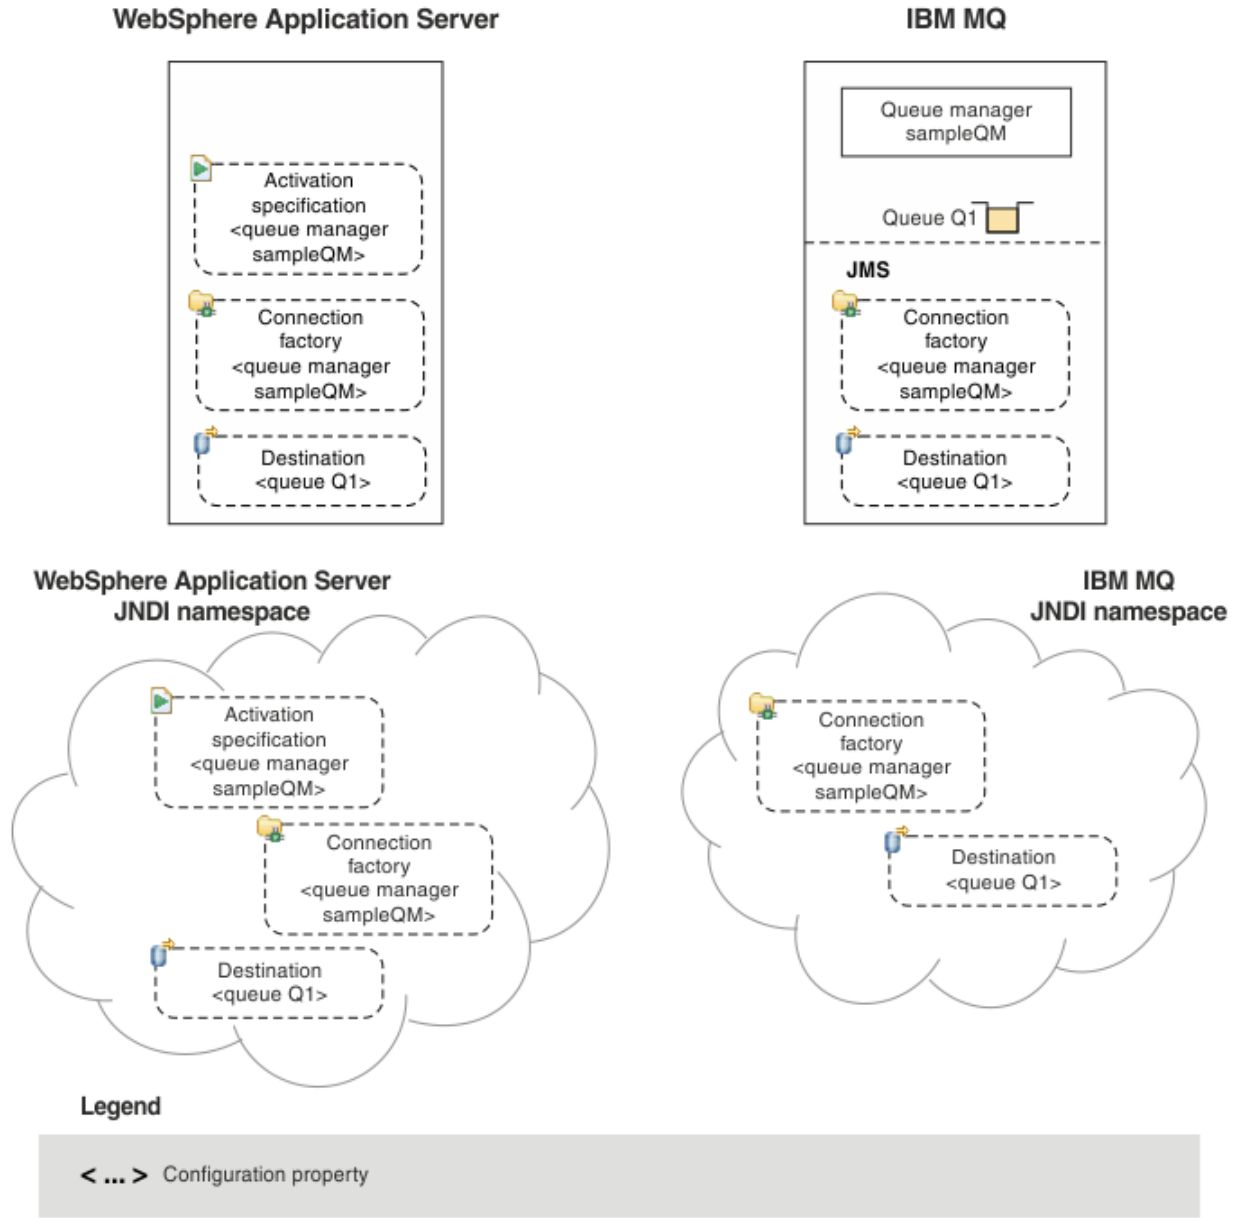 WebSphere Application Server
Activation
specification
<queue manager
sampleQM>
Connection
factory
<queue manager
sampleQM>
Destination
<queue Q1>
IBM MQ
Queue manager
sampleQM
Queue Q1
JMS
Connection
factory
<queue manager
sampleQM>
Destination
<queue Q1>
WebSphere Application Server
JNDI namespace
Activation
specification
<queue manager
sampleQM>
Connection
factory
<queue manager
sampleQM>
Destination
<queue Q1>
IBM MQ
JNDI namespace
Connection
factory
<queue manager
sampleQM>
Destination
<queue Q1>
Legend
< ... > Configuration property